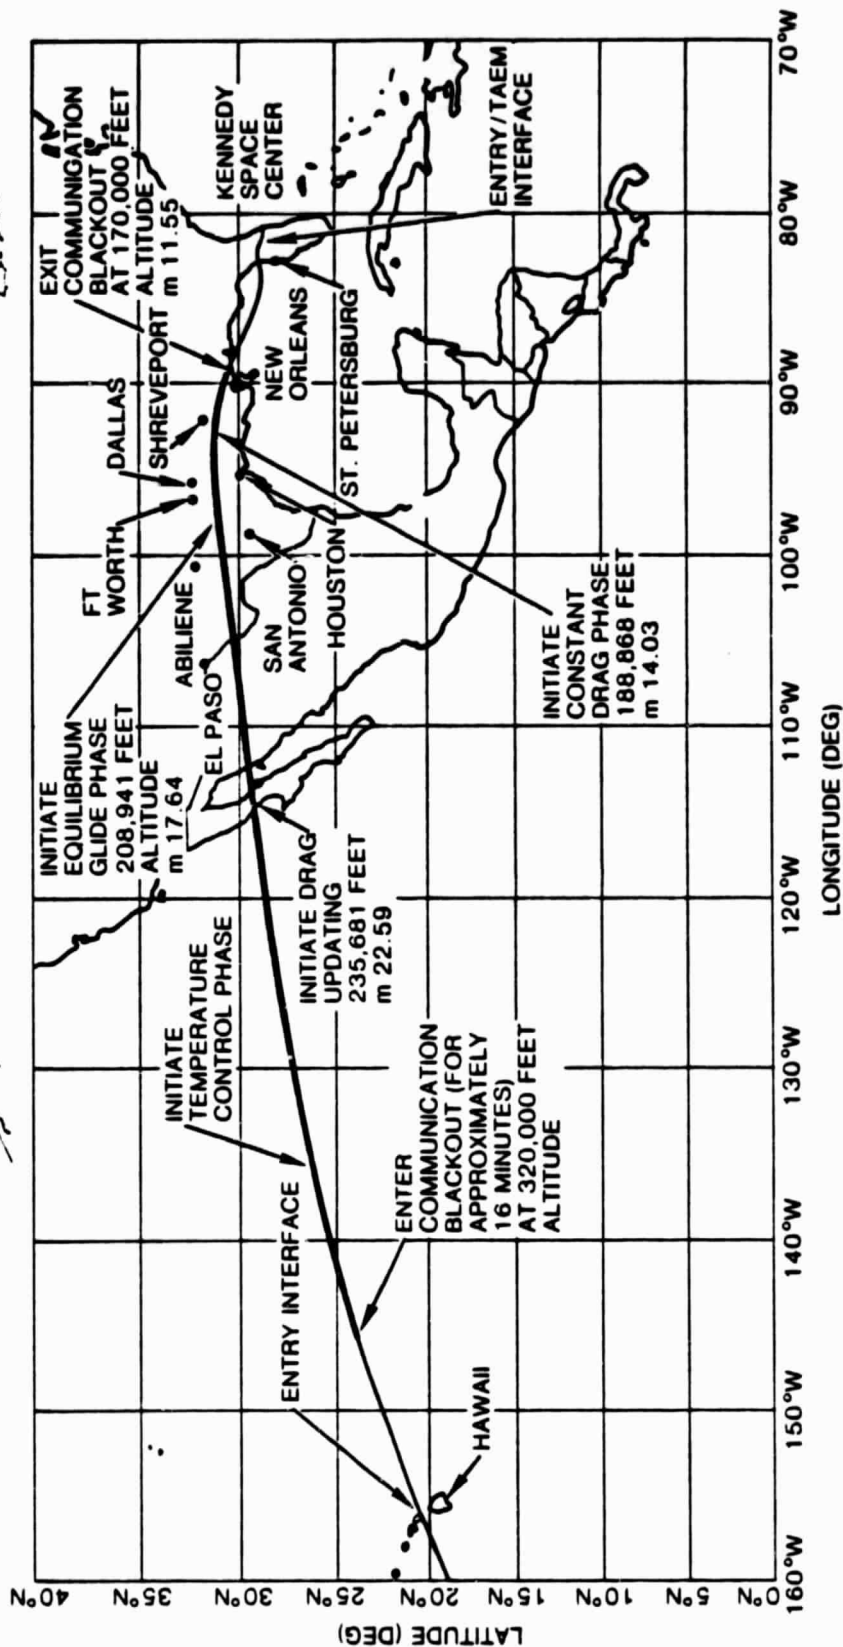 EXIT
COMMUNICATION
BLACKOUT
AT 170,000 FEET
ALTITUDE
m 11.55
KENNEDY
SPACE
CENTER
ENTRY/TAEM
INTERFACE
SHREVEPORT
DALLAS
FT
WORTH
ABILIENE
NEW
ORLEANS
ST. PETERSBURG
HOUSTON
SAN
ANTONIO
EL PASO
INITIATE
EQUILIBRIUM
GLIDE PHASE
208,941 FEET
ALTITUDE
m 17.64
INITIATE
CONSTANT
DRAG PHASE
188,868 FEET
m 14.03
INITIATE DRAG
UPDATING
235,681 FEET
m 22.59
INITIATE
TEMPERATURE
CONTROL PHASE
ENTER
COMMUNICATION
BLACKOUT (FOR
APPROXIMATELY
16 MINUTES)
AT 320,000 FEET
ALTITUDE
ENTRY INTERFACE
HAWAII
LATITUDE (DEG)
40°N
35°N
30°N
25°N
20°N
15°N
10°N
5°N
0°N
160°W
150°W
140°W
130°W
120°W
110°W
100°W
90°W
80°W
70°W
LONGITUDE (DEG)